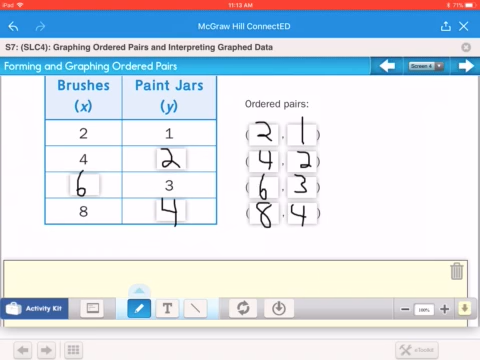 iPad 11:13 AM 71%
McGraw Hill ConnectED
S7: (SLC4): Graphing Ordered Pairs and Interpreting Graphed Data
Forming and Graphing Ordered Pairs Screen 4
Brushes Paint Jars
(x) (y)
Ordered pairs:
2 1 (2, 1)
4 2 (4, 2)
6 3 (6, 3)
8 4 (8, 4)
Activity Kit T 100%
eToolkit